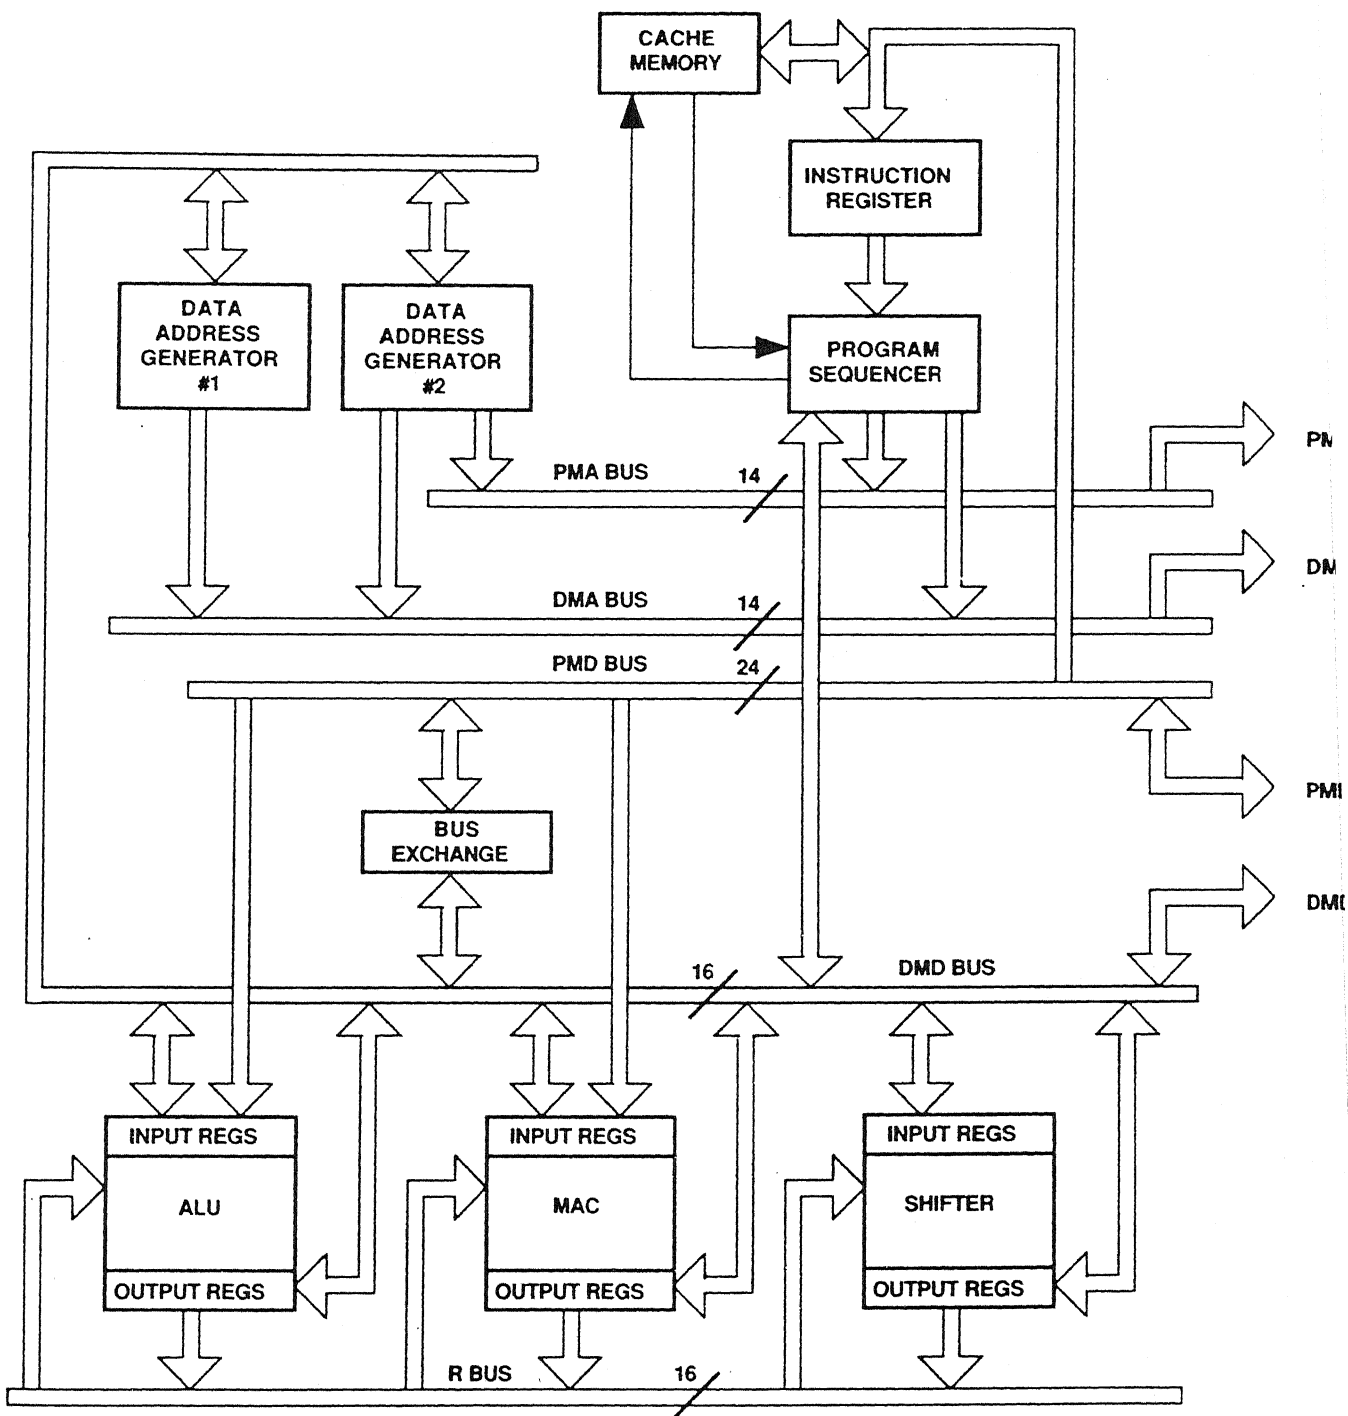 CACHE
MEMORY
INSTRUCTION
REGISTER
DATA
ADDRESS
GENERATOR
#1
DATA
ADDRESS
GENERATOR
#2
PROGRAM
SEQUENCER
PMA BUS
14
DMA BUS
14
DM
PMD BUS
24
BUS
EXCHANGE
16
DMD BUS
INPUT REGS
ALU
OUTPUT REGS
INPUT REGS
MAC
OUTPUT REGS
INPUT REGS
SHIFTER
OUTPUT REGS
R BUS
16